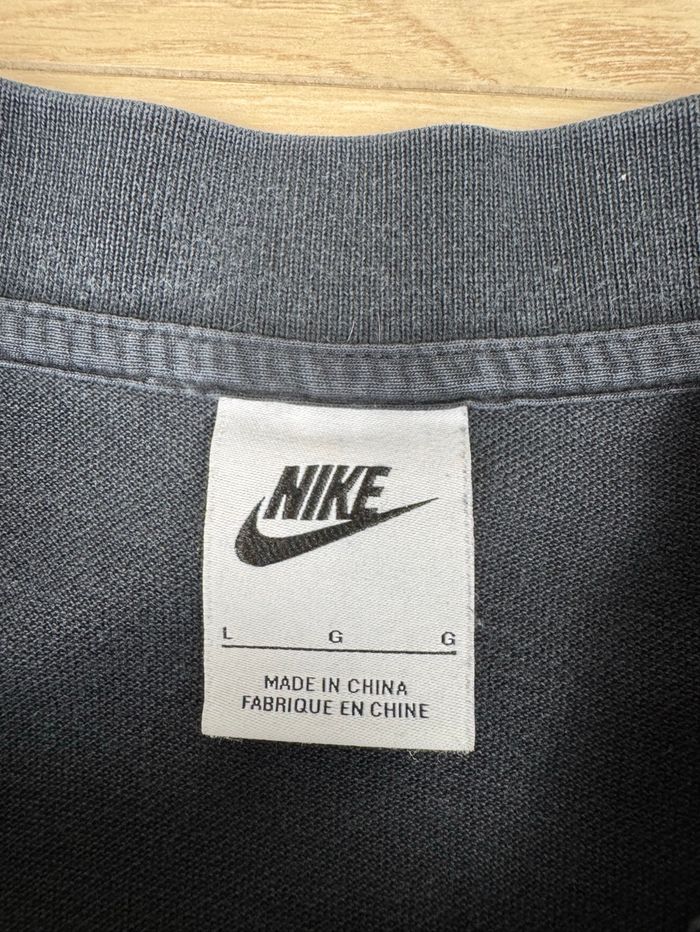 NIKE
L G G
MADE IN CHINA
FABRIQUE EN CHINE